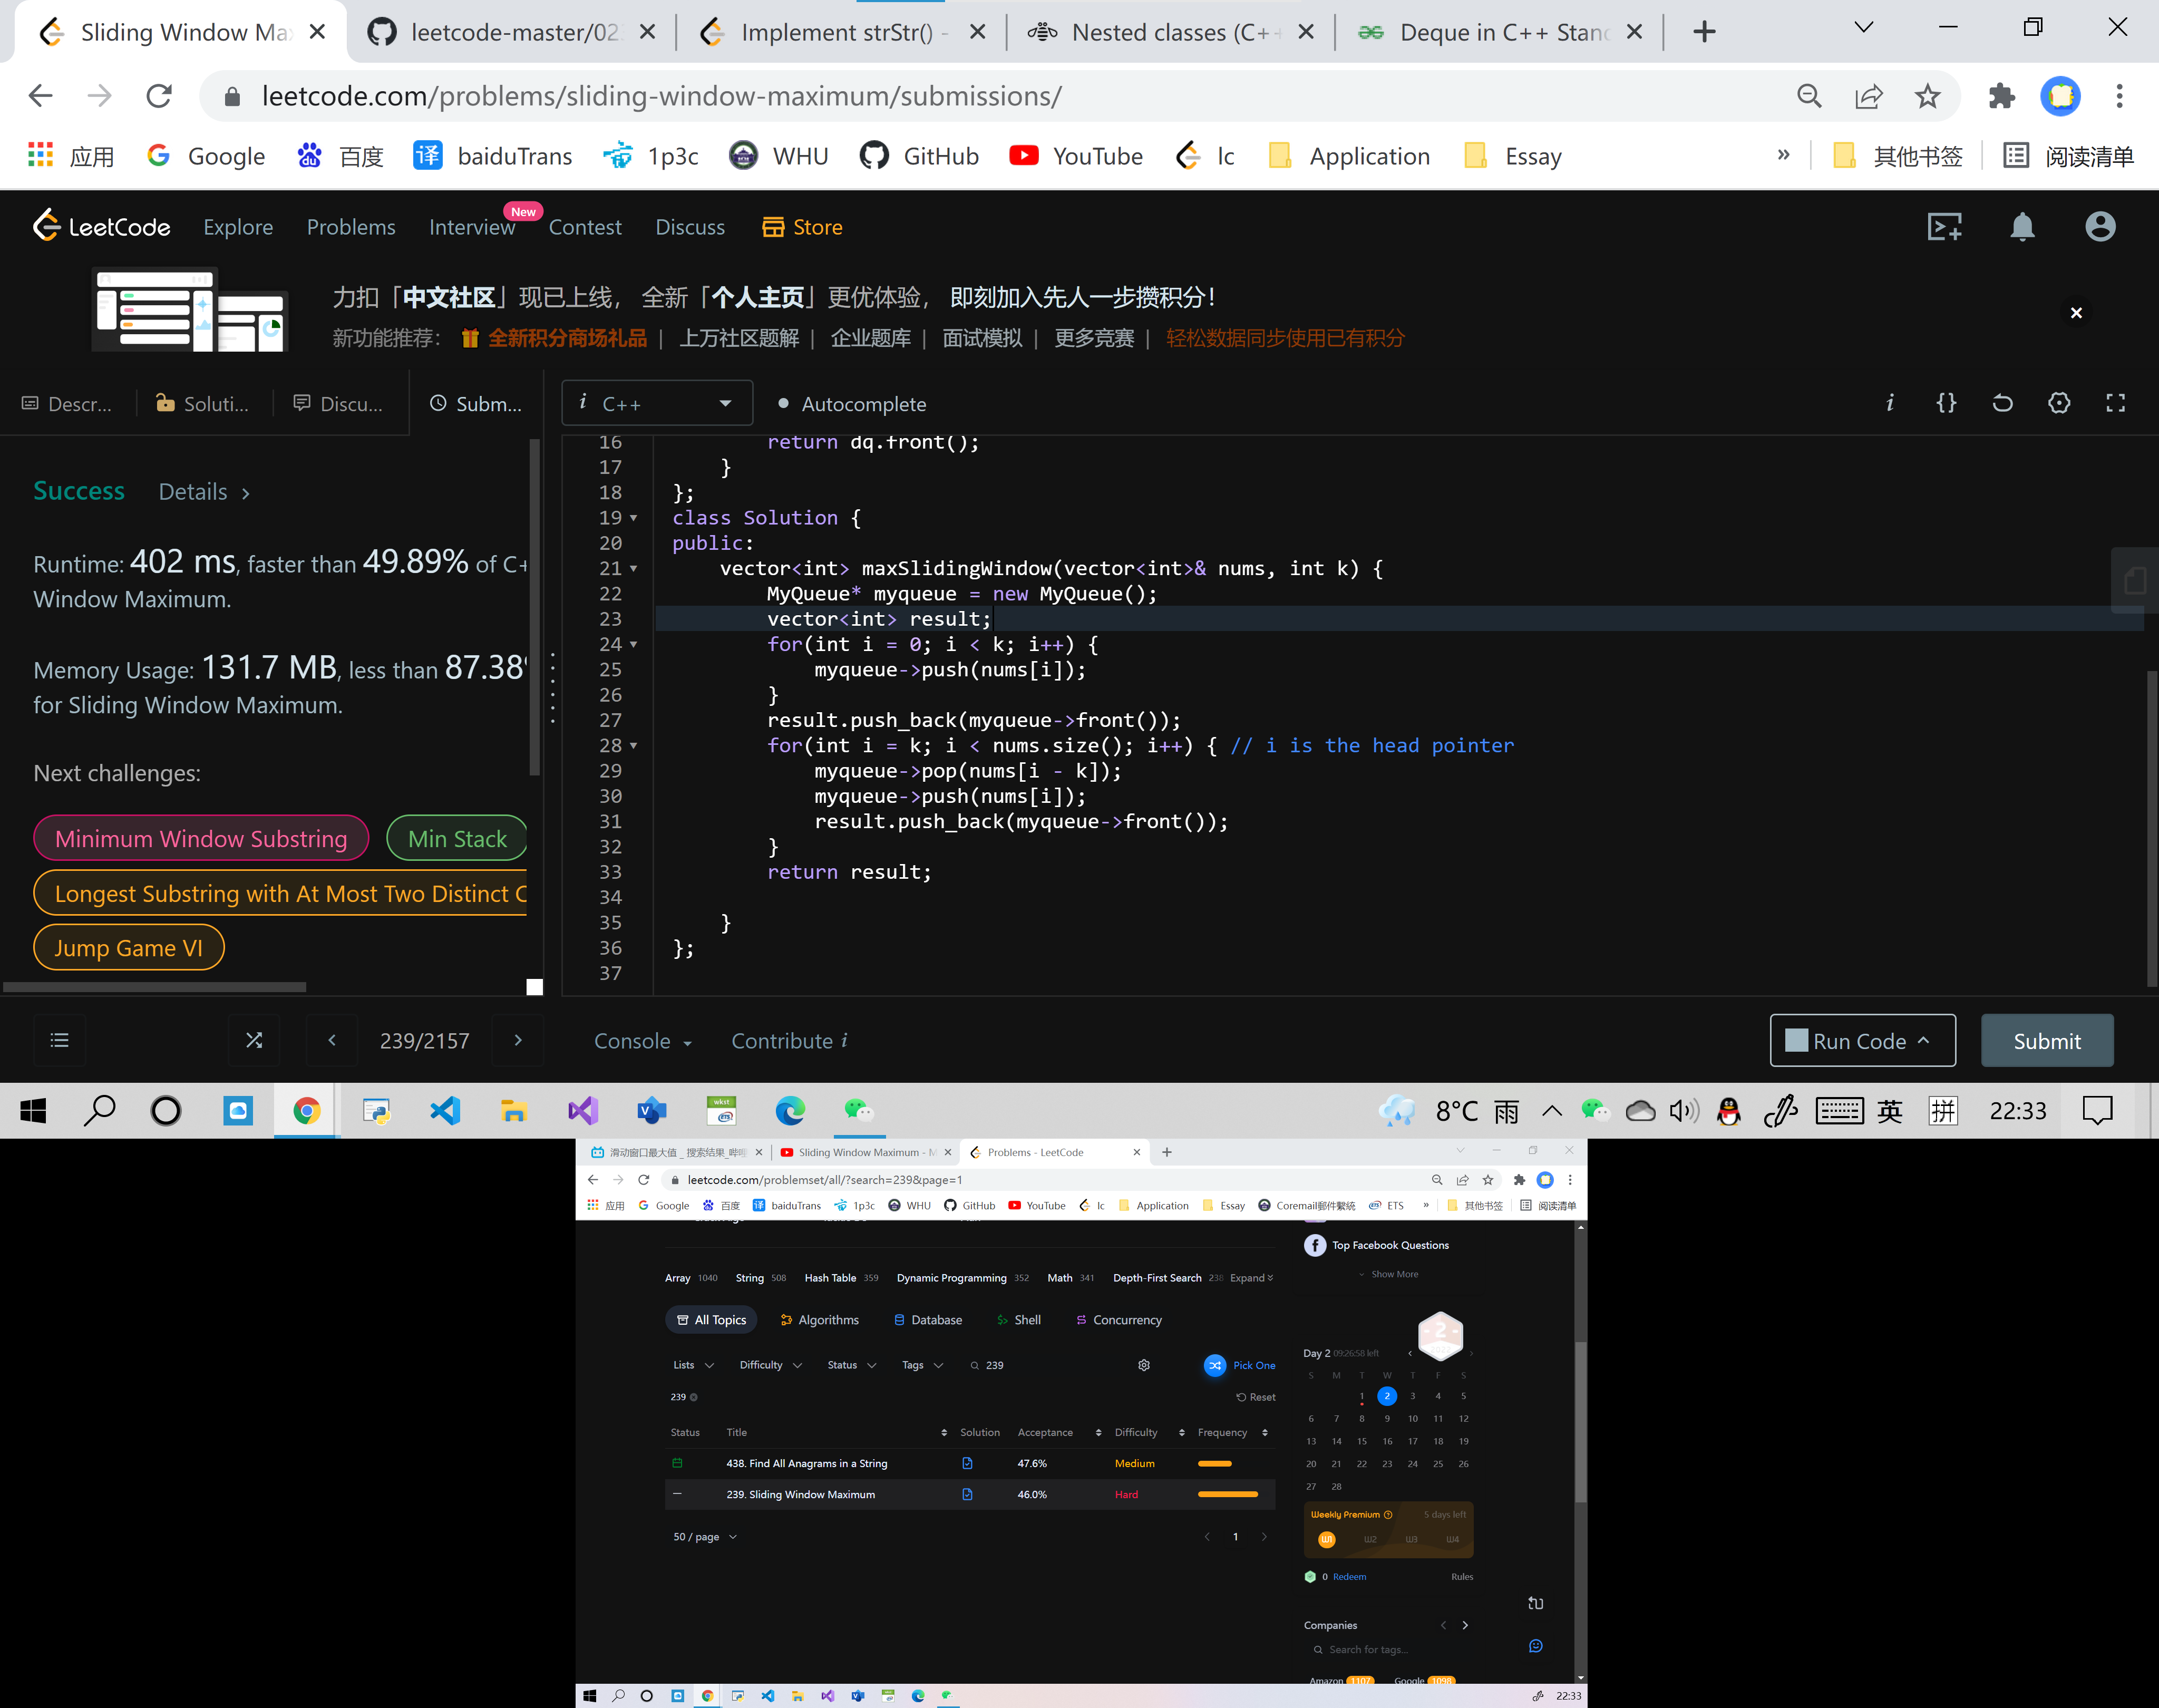 Sliding Window Ma
leetcode-master/02
Implement strStr() -
Nested classes (C++
Deque in C++ Stan
leetcode.com/problems/sliding-window-maximum/submissions/
应用
Google
百度
译
baiduTrans
1p3c
WHU
GitHub
YouTube
lc
Application
Essay
»
其他书签
阅读清单
LeetCode
Explore
Problems
Interview
New
Contest
Discuss
Store
力扣「中文社区」现已上线， 全新「个人主页」更优体验， 即刻加入先人一步攒积分！
新功能推荐： 全新积分商场礼品 | 上万社区题解 | 企业题库 | 面试模拟 | 更多竞赛 | 轻松数据同步使用已有积分
Descr...
Soluti...
Discu...
Subm...
i C++
Autocomplete
i {}
Success Details >
Runtime: 402 ms, faster than 49.89% of C+
Window Maximum.
Memory Usage: 131.7 MB, less than 87.38%
for Sliding Window Maximum.
Next challenges:
Minimum Window Substring
Min Stack
Longest Substring with At Most Two Distinct C
Jump Game VI
16 return dq.front();
17 }
18 };
19 class Solution {
20 public:
21 vector<int> maxSlidingWindow(vector<int>& nums, int k) {
22 MyQueue* myqueue = new MyQueue();
23 vector<int> result;
24 for(int i = 0; i < k; i++) {
25 myqueue->push(nums[i]);
26 }
27 result.push_back(myqueue->front());
28 for(int i = k; i < nums.size(); i++) { // i is the head pointer
29 myqueue->pop(nums[i - k]);
30 myqueue->push(nums[i]);
31 result.push_back(myqueue->front());
32 }
33 return result;
34
35 }
36 };
37
239/2157
Console
Contribute i
Run Code
Submit
8°C 雨
英
拼
22:33
滑动窗口最大值 _ 搜索结果_哔哩
Sliding Window Maximum - M
Problems - LeetCode
leetcode.com/problemset/all/?search=239&page=1
应用
Google
百度
译
baiduTrans
1p3c
WHU
GitHub
YouTube
lc
Application
Essay
Coremail郵件繫統
ETS
»
其他书签
阅读清单
Top Facebook Questions
Show More
Array 1040
String 508
Hash Table 359
Dynamic Programming 352
Math 341
Depth-First Search 238
Expand
All Topics
Algorithms
Database
Shell
Concurrency
Lists
Difficulty
Status
Tags
239
Pick One
239
Reset
Status Title Solution Acceptance Difficulty Frequency
438. Find All Anagrams in a String 47.6% Medium
239. Sliding Window Maximum 46.0% Hard
50 / page
1
2
Day 2 09:26:58 left
S M T W T F S
1 2 3 4 5
6 7 8 9 10 11 12
13 14 15 16 17 18 19
20 21 22 23 24 25 26
27 28
Weekly Premium 5 days left
W1 W2 W3 W4
0 Redeem
Rules
Companies
Search for tags...
Amazon 1107
Google 1098
22:33